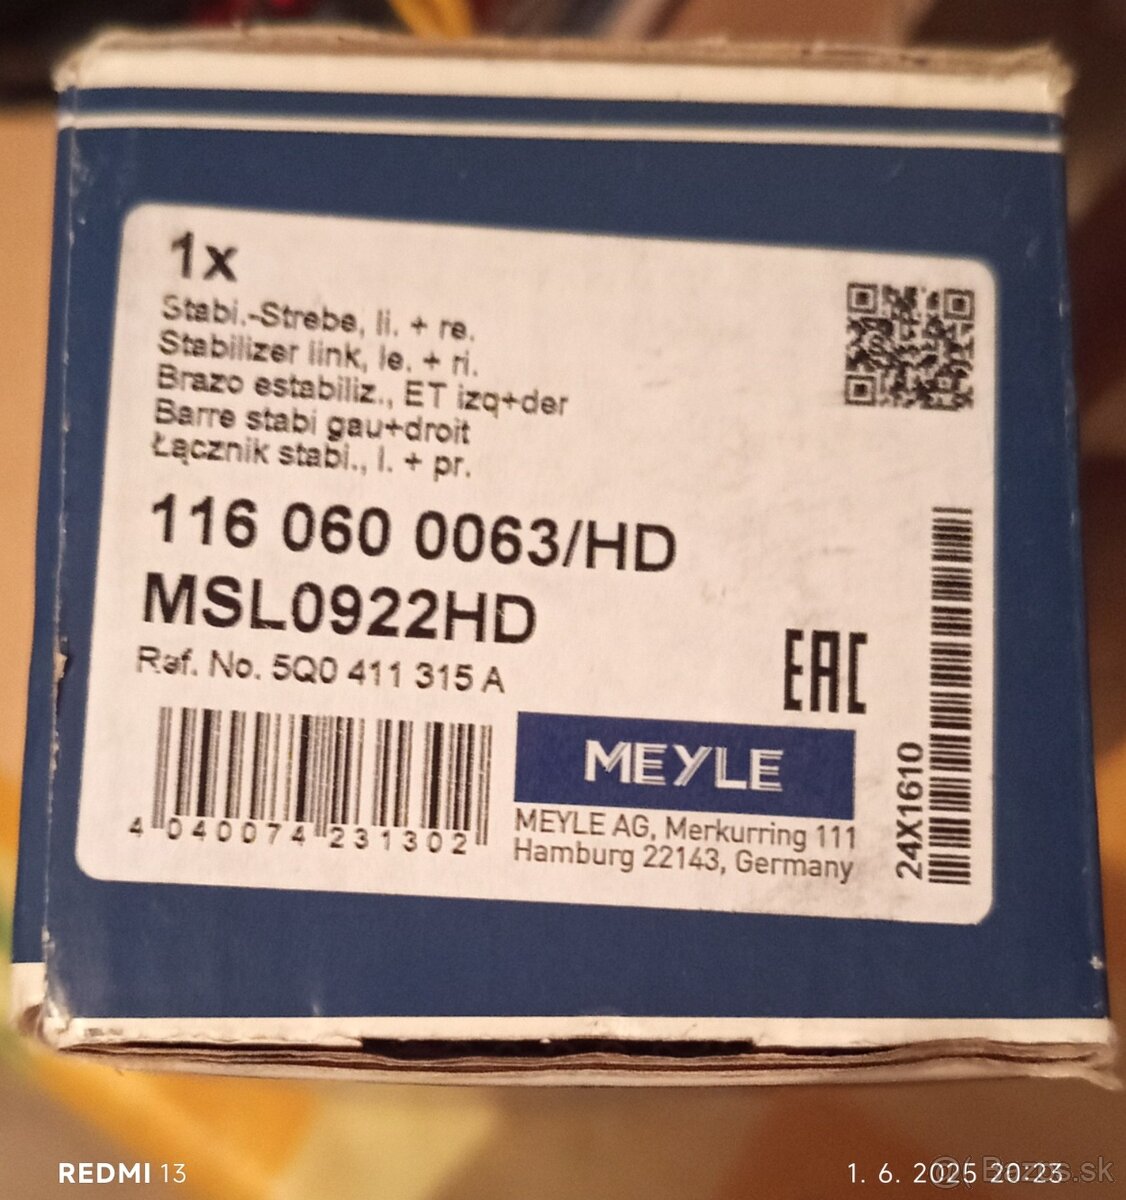 1x
Stabi.-Strebe, li. + re.
Stabilizer link, le. + ri.
Brazo estabiliz., ET izq+der
Barre stabi gau+droit
Łącznik stabi., l. + pr.
116 060 0063/HD
MSL0922HD
Ref. No. 5Q0 411 315 A
EAC
4 040074 231302
MEYLE
MEYLE AG, Merkurring 111
Hamburg 22143, Germany
24X1610
REDMI 13
1. 6. 2025 20:23
Bazos.sk